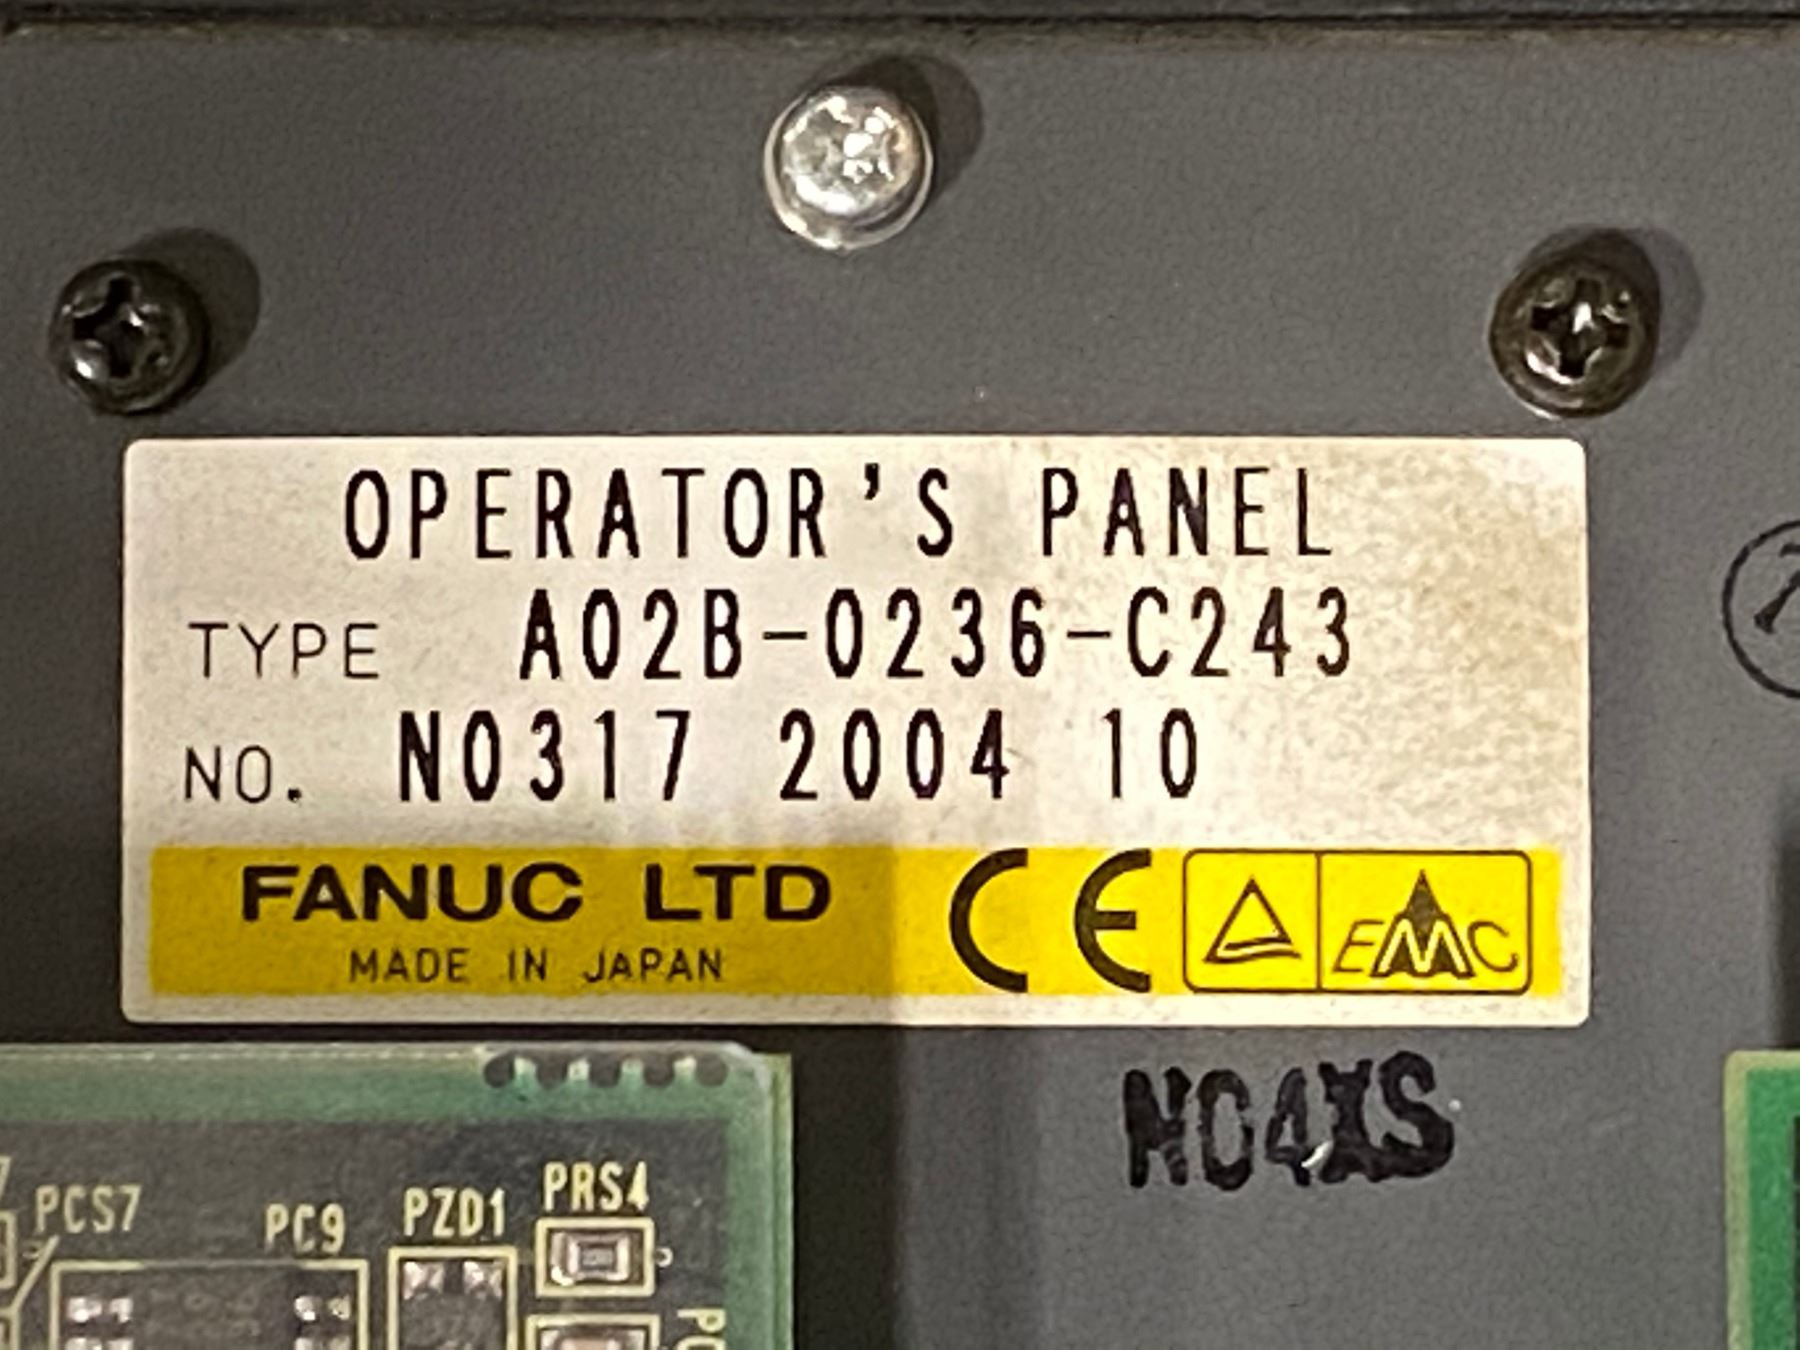 OPERATOR'S PANEL
TYPE A02B-0236-C243
NO. N0317 2004 10
FANUC LTD CE EMC
MADE IN JAPAN
N04XS
PCS7 PC9 PZD1 PRS4